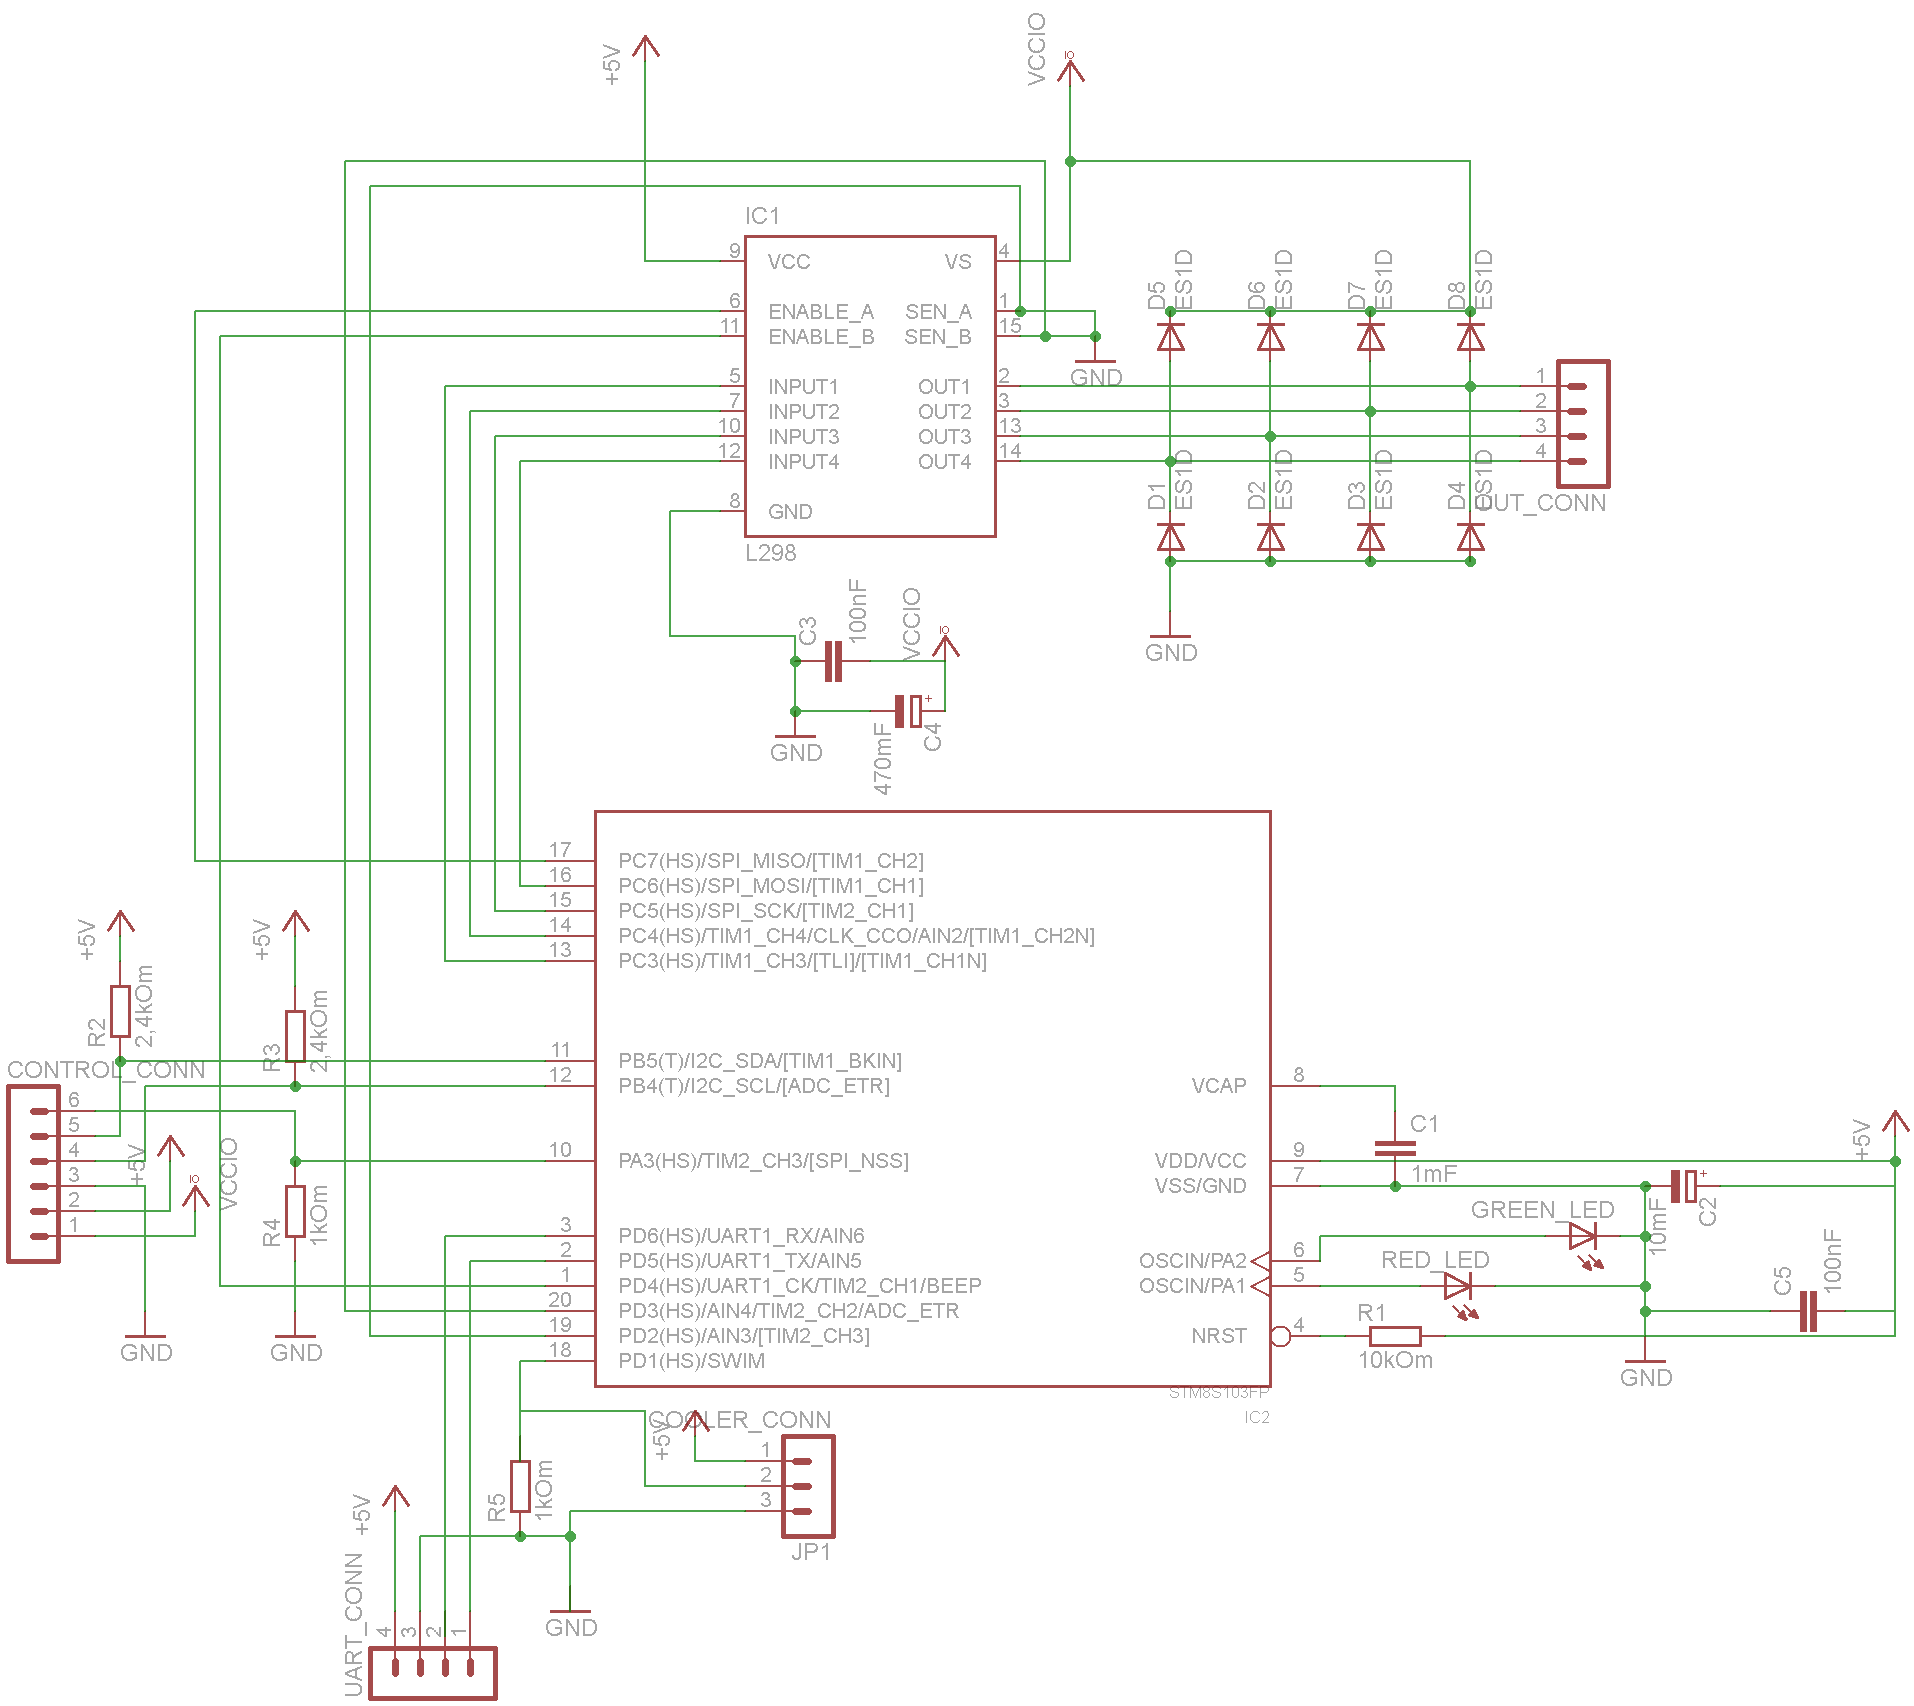 +5V
VCCIO
IO
IC1
9 VCC VS 4
6 ENABLE_A SEN_A 1
11 ENABLE_B SEN_B 15
5 INPUT1 OUT1 2
7 INPUT2 OUT2 3
10 INPUT3 OUT3 13
12 INPUT4 OUT4 14
8 GND
L298
GND
D5 ES1D
D6 ES1D
D7 ES1D
D8 ES1D
D1 ES1D
D2 ES1D
D3 ES1D
D4 ES1D
1
2
3
4
OUT_CONN
GND
C3
100nF
VCCIO
IO
+
470mF
C4
GND
17 PC7(HS)/SPI_MISO/[TIM1_CH2]
16 PC6(HS)/SPI_MOSI/[TIM1_CH1]
15 PC5(HS)/SPI_SCK/[TIM2_CH1]
14 PC4(HS)/TIM1_CH4/CLK_CCO/AIN2/[TIM1_CH2N]
13 PC3(HS)/TIM1_CH3/[TLI]/[TIM1_CH1N]
11 PB5(T)/I2C_SDA/[TIM1_BKIN]
12 PB4(T)/I2C_SCL/[ADC_ETR]
10 PA3(HS)/TIM2_CH3/[SPI_NSS]
3 PD6(HS)/UART1_RX/AIN6
2 PD5(HS)/UART1_TX/AIN5
1 PD4(HS)/UART1_CK/TIM2_CH1/BEEP
20 PD3(HS)/AIN4/TIM2_CH2/ADC_ETR
19 PD2(HS)/AIN3/[TIM2_CH3]
18 PD1(HS)/SWIM
VCAP 8
VDD/VCC 9
VSS/GND 7
OSCIN/PA2 6
OSCIN/PA1 5
NRST 4
STM8S103FP
IC2
+5V
R2
2,4kOm
+5V
R3
2,4kOm
CONTROL_CONN
6
5
4
3
2
1
+5V
IO
VCCIO
R4
1kOm
GND
GND
C1
1mF
+5V
+
10mF
C2
GREEN_LED
RED_LED
C5
100nF
R1
10kOm
GND
COOLER_CONN
+5V
1
2
3
JP1
R5
1kOm
+5V
GND
UART_CONN
4
3
2
1